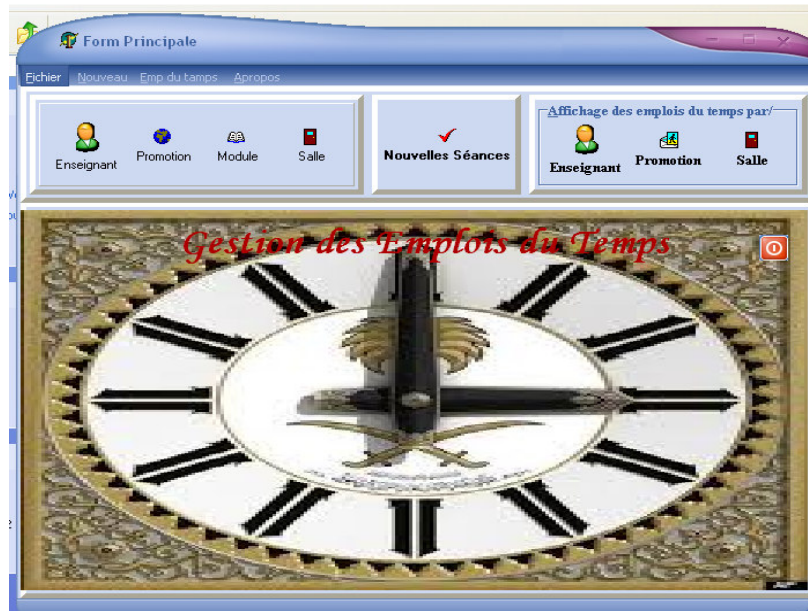 Form Principale
Fichier Nouveau Emp du tamps Apropos
Affichage des emplois du temps par/
Enseignant Promotion Module Salle
Nouvelles Séances
Enseignant Promotion Salle
Gestion des Emplois du Temps